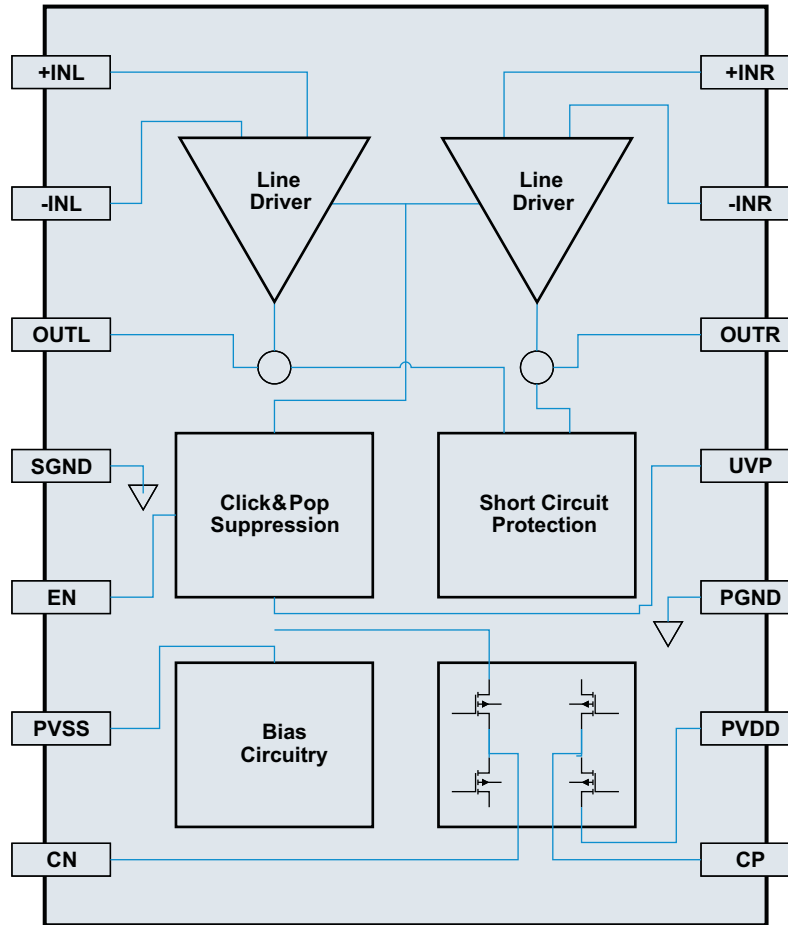 +INL
+INR
Line
Driver
Line
Driver
-INL
-INR
OUTL
OUTR
SGND
UVP
Click&Pop
Suppression
Short Circuit
Protection
EN
PGND
PVSS
Bias
Circuitry
PVDD
CN
CP